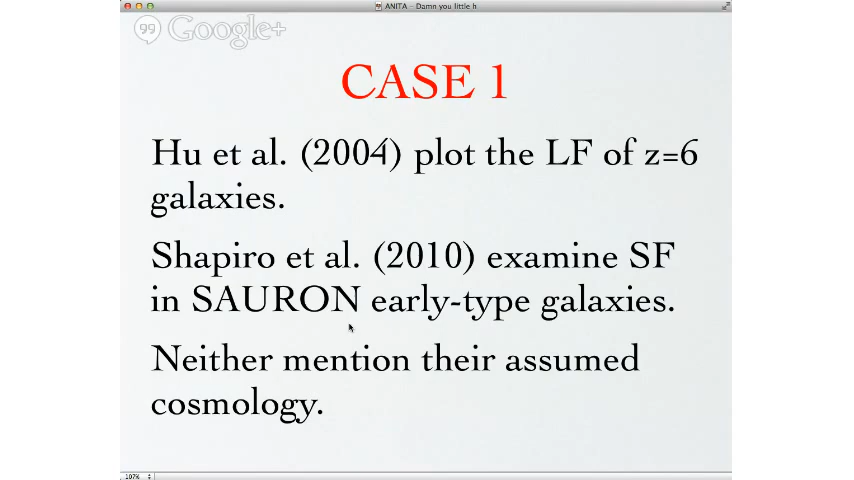 ANITA – Damn you little h
Google+
CASE 1
Hu et al. (2004) plot the LF of z=6
galaxies.
Shapiro et al. (2010) examine SF
in SAURON early-type galaxies.
Neither mention their assumed
cosmology.
107%